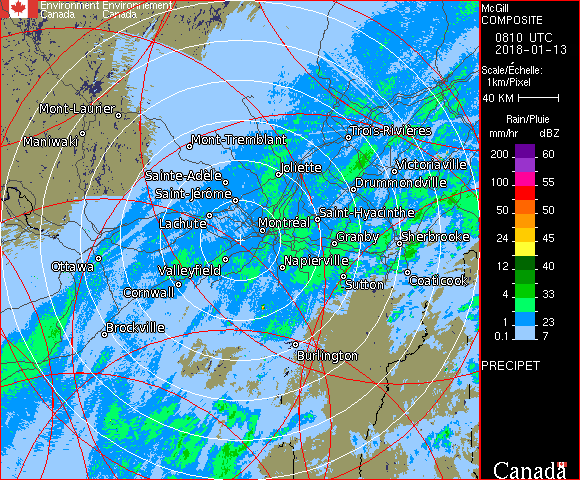 Environment Environnement
Canada Canada
McGill
COMPOSITE
0810 UTC
2018-01-13
Scale/Échelle:
1km/Pixel
40 KM
Rain/Pluie
mm/hr dBZ
200 60
150 57
100 55
50 50
24 45
12 40
4 33
1 23
0.1 7
PRECIPET
Canada
Mont-Laurier
Maniwaki
Mont-Tremblant
Trois-Rivières
Joliette
Victoriaville
Sainte-Adèle
Drummondville
Saint-Jérôme
Saint-Hyacinthe
Lachute
Montréal
Granby
Sherbrooke
Ottawa
Valleyfield
Napierville
Cornwall
Sutton
Coaticook
Brockville
Burlington